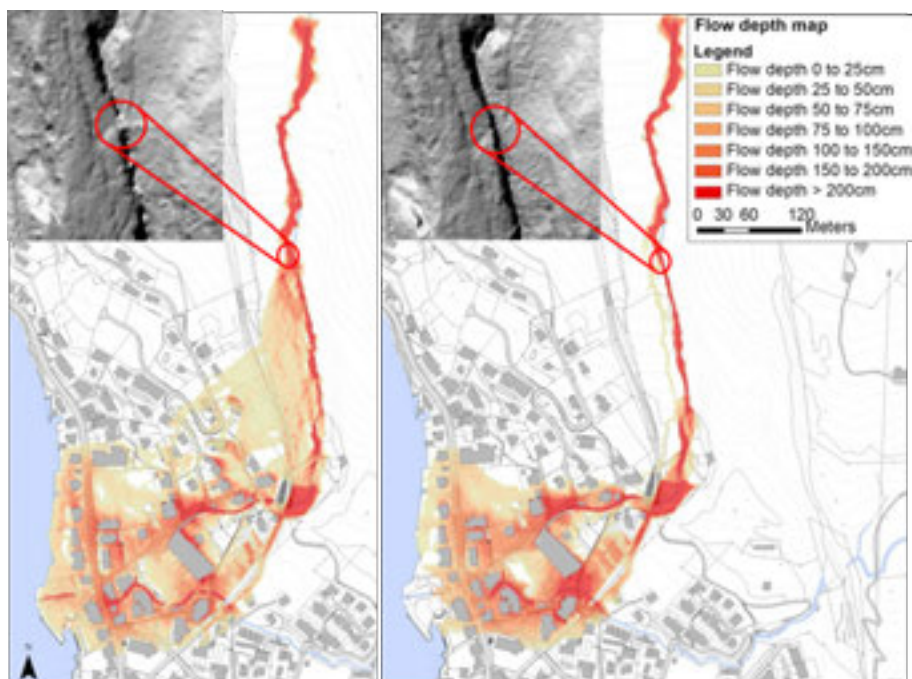 Flow depth map
Legend
Flow depth 0 to 25cm
Flow depth 25 to 50cm
Flow depth 50 to 75cm
Flow depth 75 to 100cm
Flow depth 100 to 150cm
Flow depth 150 to 200cm
Flow depth > 200cm
0 30 60 120
Meters
N